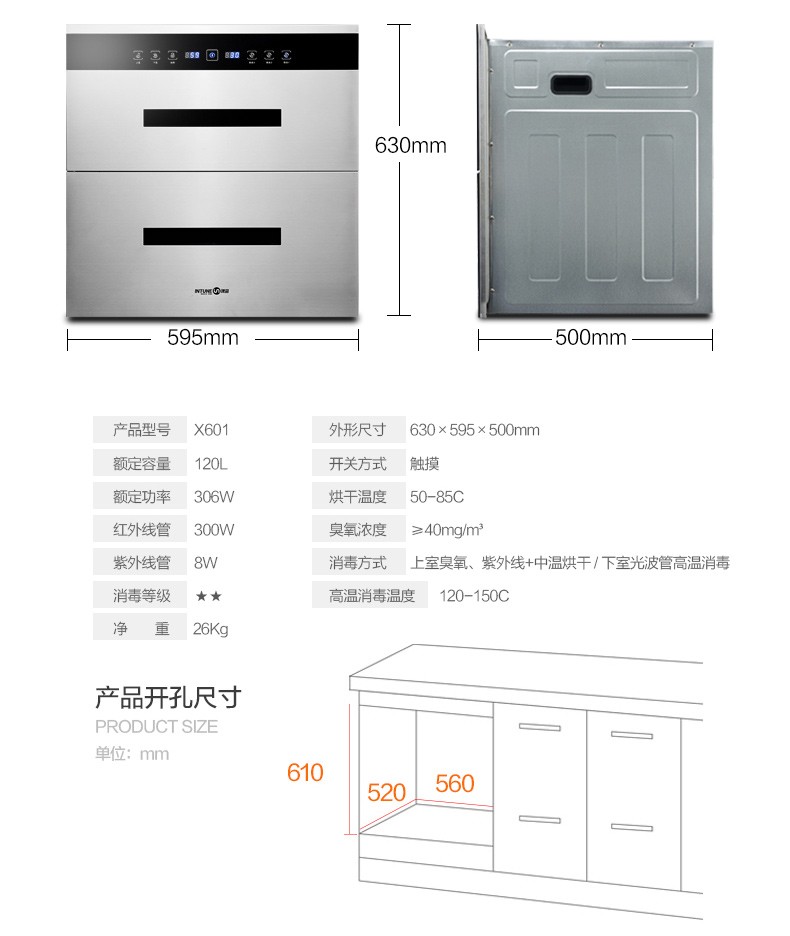 59
90
630mm
INTUNE
595mm
500mm
产品型号 X601
外形尺寸 630×595×500mm
额定容量 120L
开关方式 触摸
额定功率 306W
烘干温度 50-85C
红外线管 300W
臭氧浓度 ≥40mg/m³
紫外线管 8W
消毒方式 上室臭氧、紫外线+中温烘干/下室光波管高温消毒
消毒等级 ★★
高温消毒温度 120-150C
净 重 26Kg
产品开孔尺寸
PRODUCT SIZE
单位：mm
610
520
560